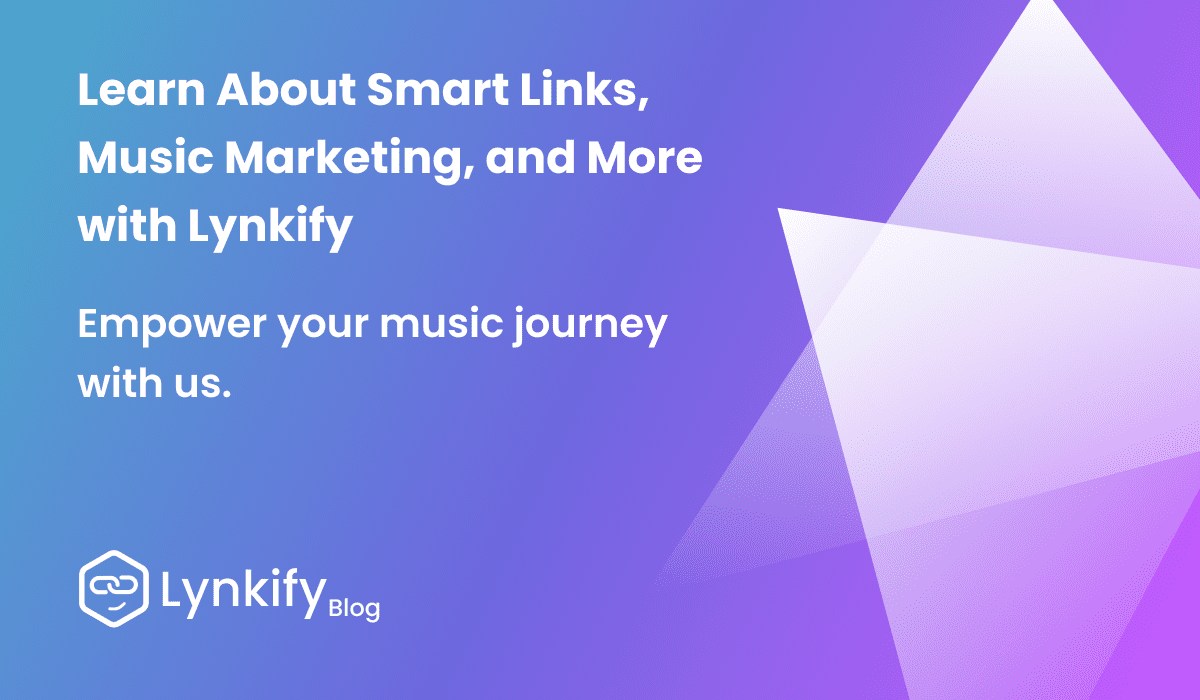 Learn About Smart Links,
Music Marketing, and More
with Lynkify
Empower your music journey
with us.
Lynkify Blog